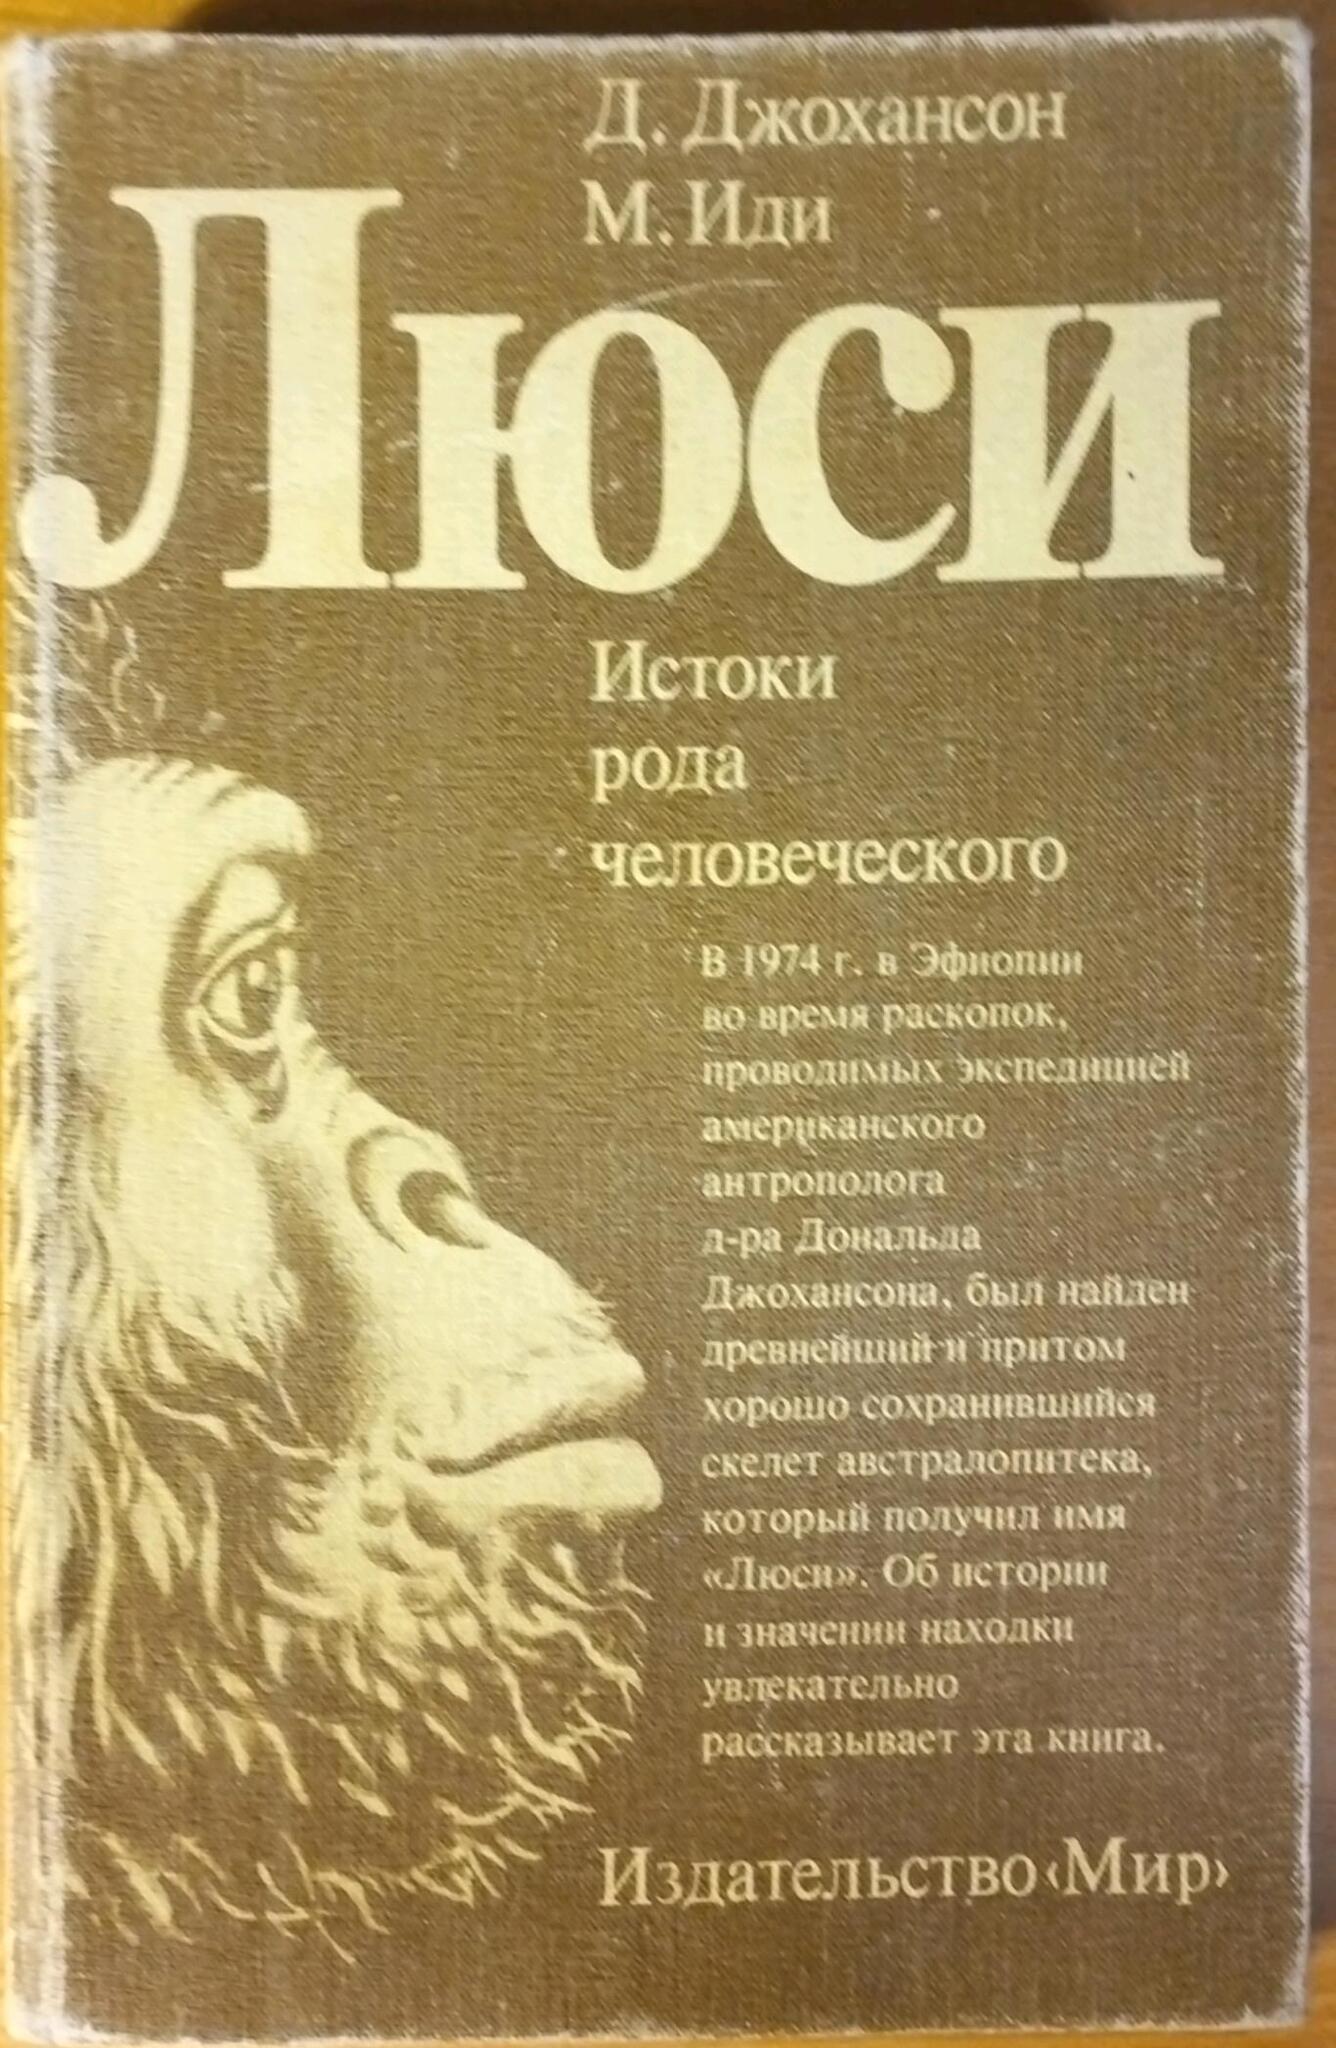 Д. Джохансон
М. Иди
Люси
Истоки
рода
человеческого
В 1974 г. в Эфиопии
во время раскопок,
проводимых экспедицией
американского
антрополога
д-ра Дональда
Джохансона, был найден
древнейший и притом
хорошо сохранившийся
скелет австралопитека,
который получил имя
«Люси». Об истории
и значении находки
увлекательно
рассказывает эта книга.
Издательство ‹Мир›